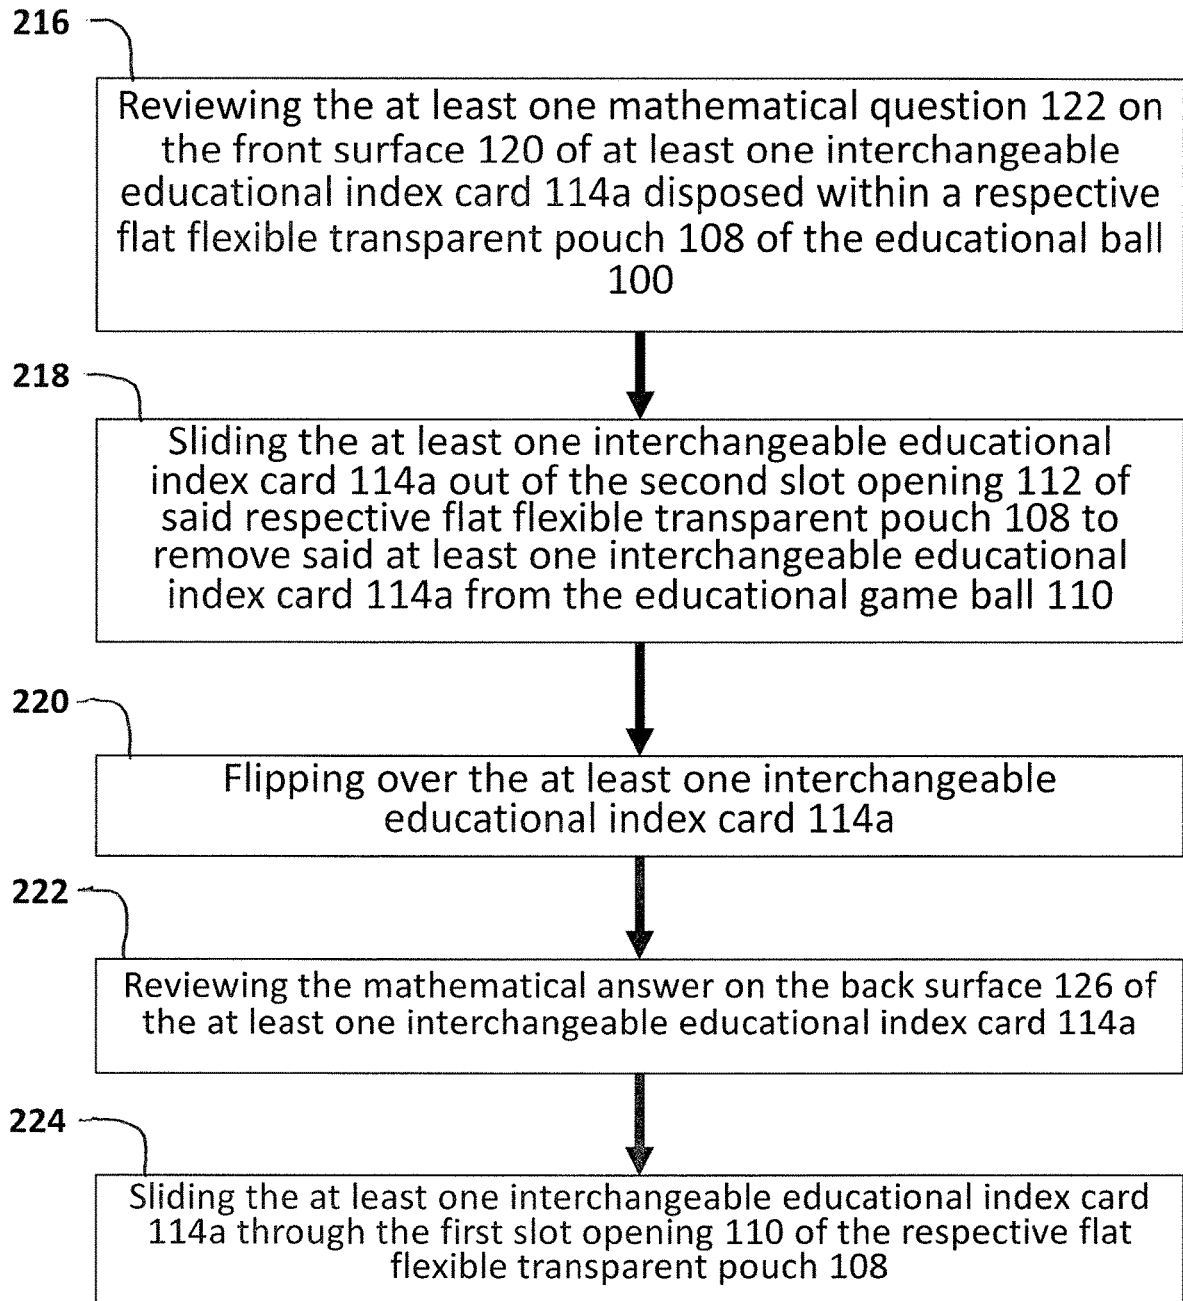 216
Reviewing the at least one mathematical question 122 on
the front surface 120 of at least one interchangeable
educational index card 114a disposed within a respective
flat flexible transparent pouch 108 of the educational ball
100
218
Sliding the at least one interchangeable educational
index card 114a out of the second slot opening 112 of
said respective flat flexible transparent pouch 108 to
remove said at least one interchangeable educational
index card 114a from the educational game ball 110
220
Flipping over the at least one interchangeable
educational index card 114a
222
Reviewing the mathematical answer on the back surface 126 of
the at least one interchangeable educational index card 114a
224
Sliding the at least one interchangeable educational index card
114a through the first slot opening 110 of the respective flat
flexible transparent pouch 108